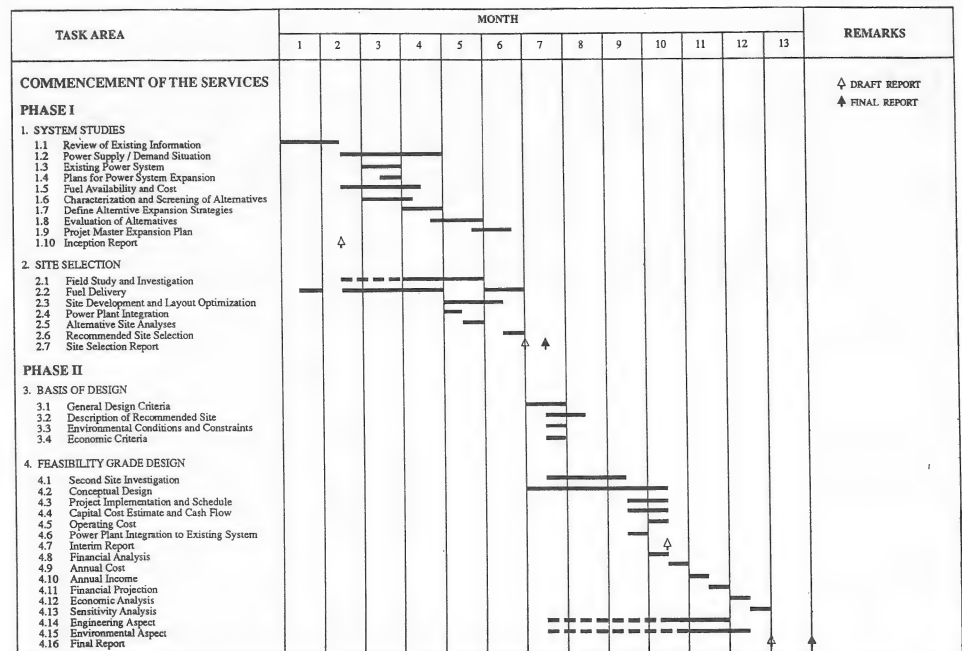 TASK AREA
MONTH
REMARKS
1 2 3 4 5 6 7 8 9 10 11 12 13
COMMENCEMENT OF THE SERVICES
DRAFT REPORT
FINAL REPORT
PHASE I
1. SYSTEM STUDIES
1.1 Review of Existing Information
1.2 Power Supply / Demand Situation
1.3 Existing Power System
1.4 Plans for Power System Expansion
1.5 Fuel Availability and Cost
1.6 Characterization and Screening of Alternatives
1.7 Define Alterntive Expansion Strategies
1.8 Evaluation of Alternatives
1.9 Projet Master Expansion Plan
1.10 Inception Report
2. SITE SELECTION
2.1 Field Study and Investigation
2.2 Fuel Delivery
2.3 Site Development and Layout Optimization
2.4 Power Plant Integration
2.5 Alternative Site Analyses
2.6 Recommended Site Selection
2.7 Site Selection Report
PHASE II
3. BASIS OF DESIGN
3.1 General Design Criteria
3.2 Description of Recommended Site
3.3 Environmental Conditions and Constraints
3.4 Economic Criteria
4. FEASIBILITY GRADE DESIGN
4.1 Second Site Investigation
4.2 Conceptual Design
4.3 Project Implementation and Schedule
4.4 Capital Cost Estimate and Cash Flow
4.5 Operating Cost
4.6 Power Plant Integration to Existing System
4.7 Interim Report
4.8 Financial Analysis
4.9 Annual Cost
4.10 Annual Income
4.11 Financial Projection
4.12 Economic Analysis
4.13 Sensitivity Analysis
4.14 Engineering Aspect
4.15 Environmental Aspect
4.16 Final Report